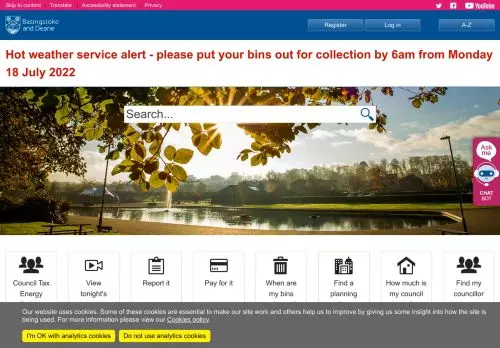 Skip to content | Translate | Accessibility statement | Privacy
YouTube
Basingstoke
and Deane
Register
Log in
A-Z
Hot weather service alert - please put your bins out for collection by 6am from Monday
18 July 2022
Search...
Ask
me
CHAT
BOT
Council Tax
Energy
View
tonight's
Report it
Pay for it
When are
my bins
Find a
planning
How much is
my council
Find my
councillor
Our website uses cookies. Some of these cookies are essential to make our site work and others help us to improve by giving us some insight into how the site is
being used. For more information please view our Cookies policy.
I'm OK with analytics cookies
Do not use analytics cookies